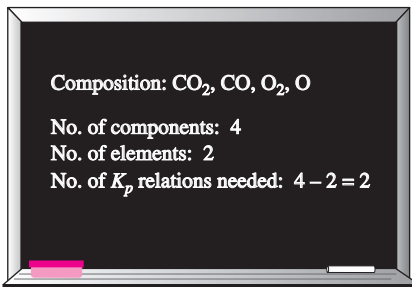 Composition: CO₂, CO, O₂, O
No. of components: 4
No. of elements: 2
No. of Kₚ relations needed: 4 – 2 = 2